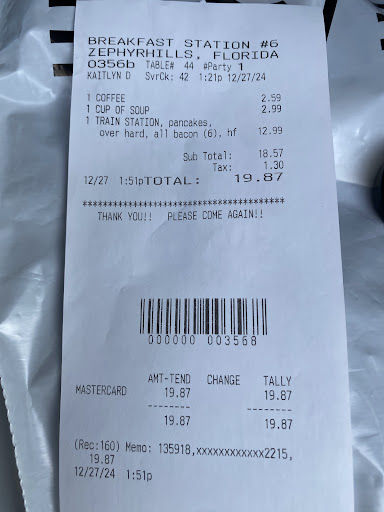 BREAKFAST STATION #6
ZEPHYRHILLS, FLORIDA
0356b TABLE# 44 #Party 1
KAITLYN D SvrCk: 42 1:21p 12/27/24
1 COFFEE 2.59
1 CUP OF SOUP 2.99
1 TRAIN STATION, pancakes,
over hard, all bacon (6), hf 12.99
Sub Total: 18.57
Tax: 1.30
12/27 1:51pTOTAL: 19.87
****************************************
THANK YOU!! PLEASE COME AGAIN!!
000000 003568
AMT-TEND CHANGE TALLY
MASTERCARD 19.87 19.87
-------- --------
19.87 19.87
(Rec:160) Memo: 135918,xxxxxxxxxxxx2215,
19.87
12/27/24 1:51p